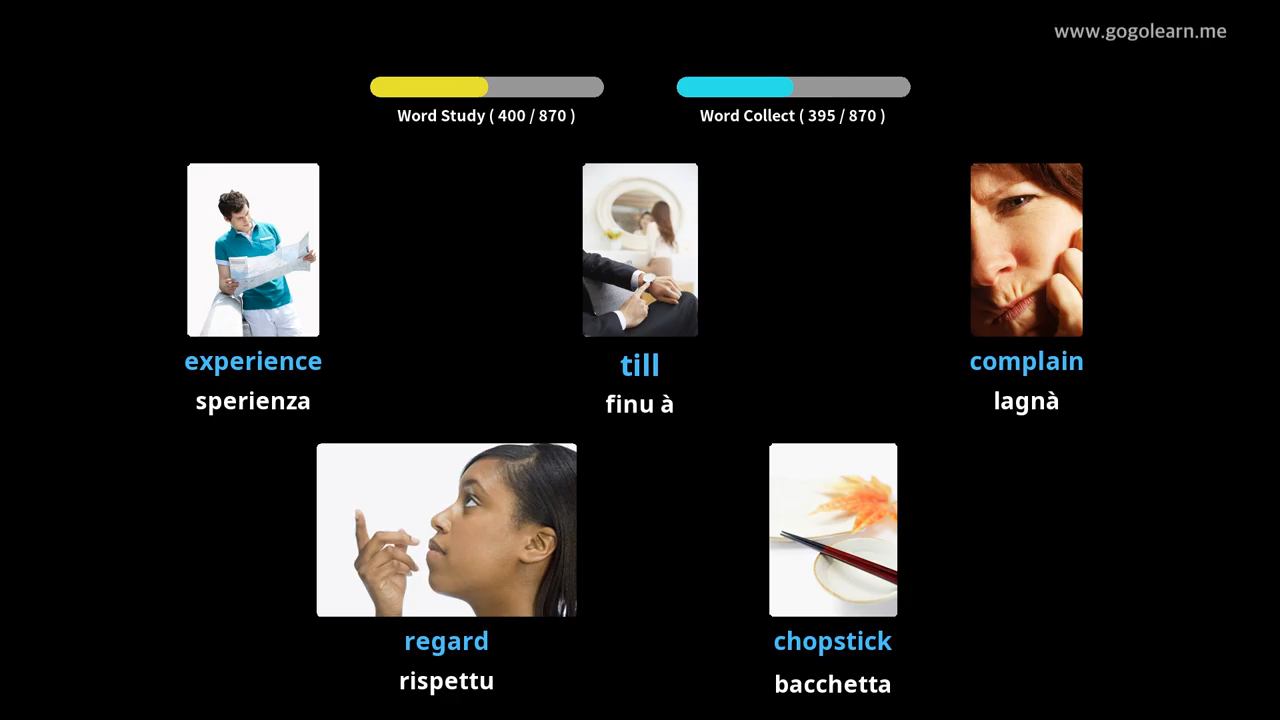 www.gogolearn.me
Word Study ( 400 / 870 )
Word Collect ( 395 / 870 )
experience
sperienza
till
finu à
complain
lagnà
regard
rispettu
chopstick
bacchetta